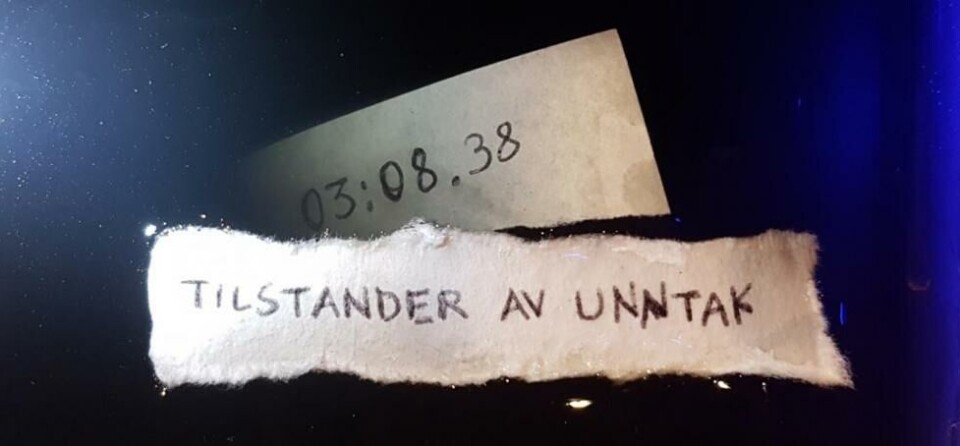 03:08.38
TILSTANDER AV UNNTAK